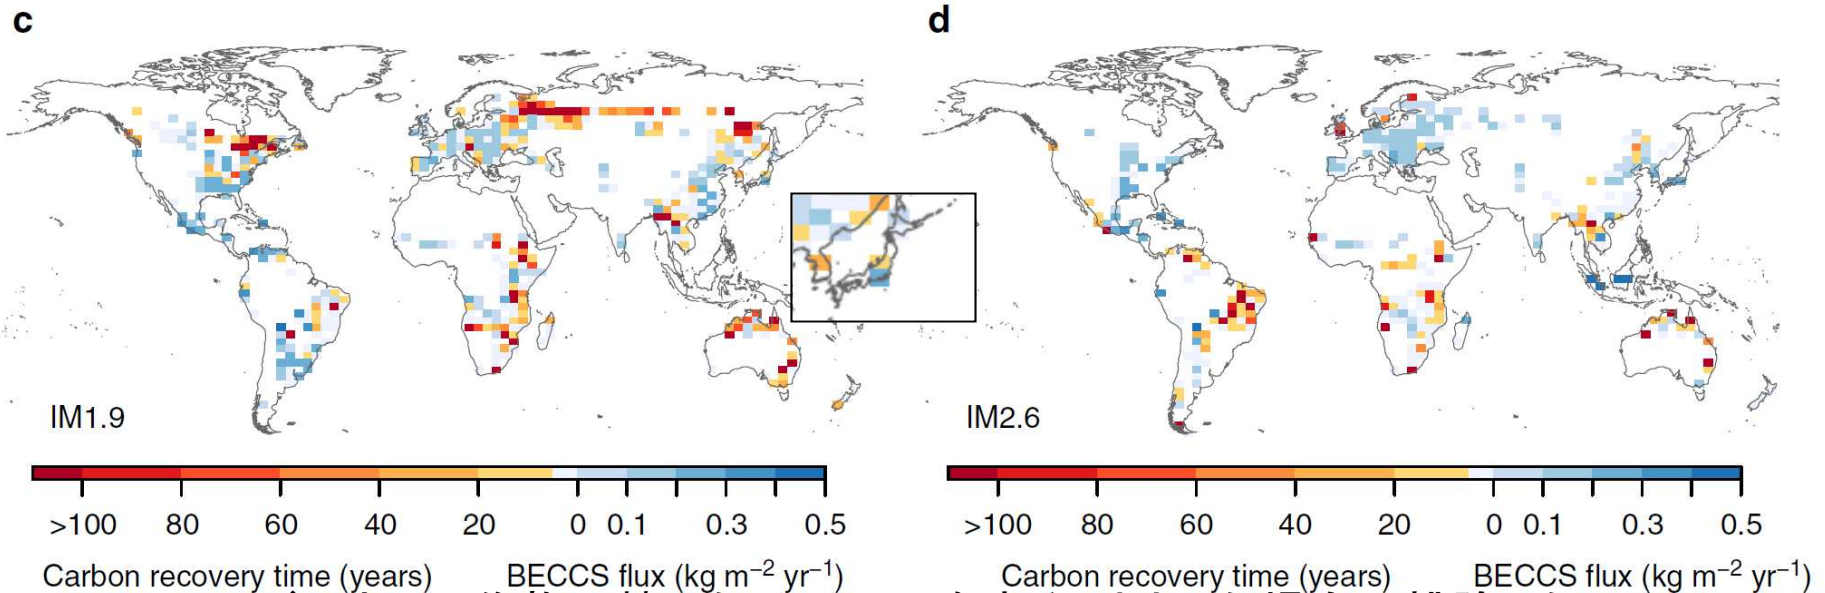 c
d
IM1.9
IM2.6
>100 80 60 40 20 0 0.1 0.3 0.5
>100 80 60 40 20 0 0.1 0.3 0.5
Carbon recovery time (years) BECCS flux (kg m⁻² yr⁻¹)
Carbon recovery time (years) BECCS flux (kg m⁻² yr⁻¹)